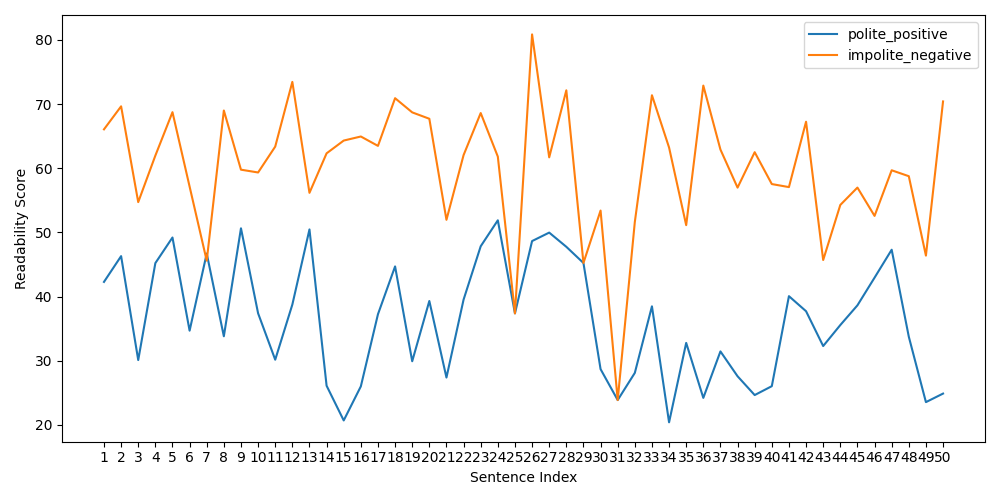 polite_positive
impolite_negative
Readability Score
80
70
60
50
40
30
20
1 2 3 4 5 6 7 8 9 10 11 12 13 14 15 16 17 18 19 20 21 22 23 24 25 26 27 28 29 30 31 32 33 34 35 36 37 38 39 40 41 42 43 44 45 46 47 48 49 50
Sentence Index